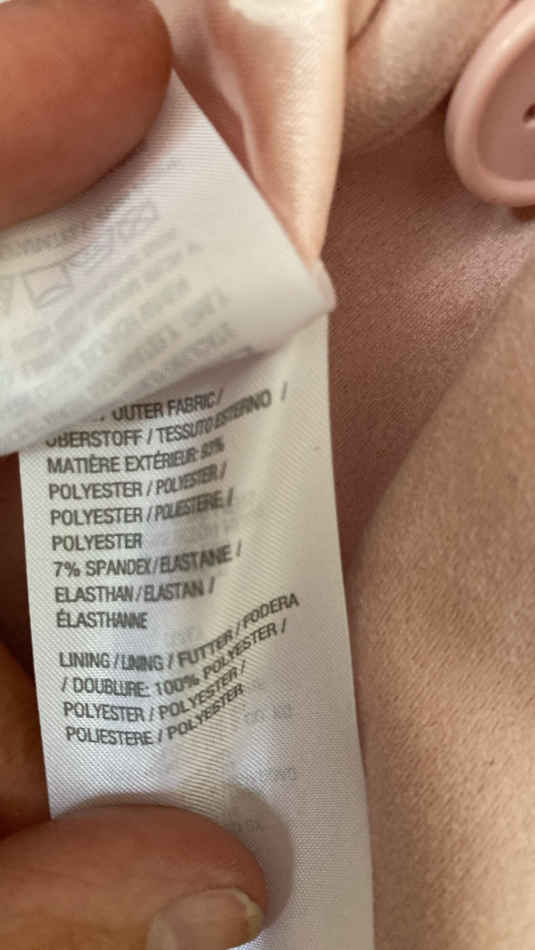 / OUTER FABRIC /
OBERSTOFF / TESSUTO ESTERNO /
MATIÈRE EXTÉRIEUR: 93%
POLYESTER / POLYESTER /
POLYESTER / POLIESTERE /
POLYESTER
7% SPANDEX / ELASTANE /
ELASTHAN / ELASTAN /
ÉLASTHANNE
LINING / LINING / FUTTER / FODERA
/ DOUBLURE: 100% POLYESTER /
POLYESTER / POLYESTER /
POLIESTERE / POLYESTER